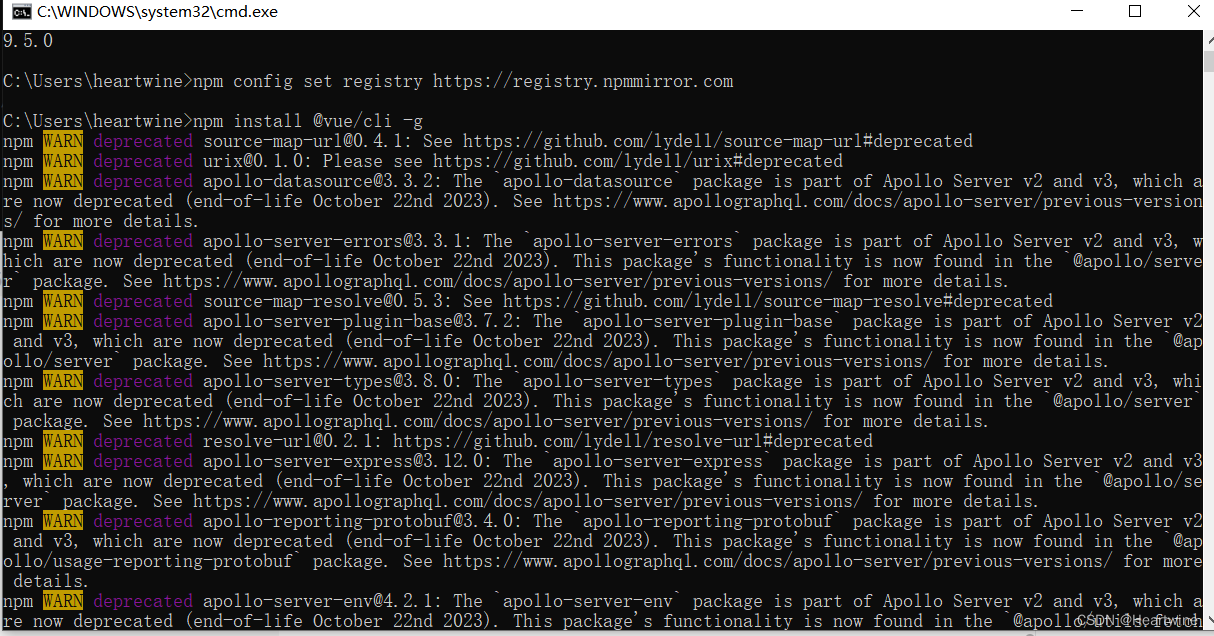 C:\WINDOWS\system32\cmd.exe
9.5.0
C:\Users\heartwine>npm config set registry https://registry.npmmirror.com
C:\Users\heartwine>npm install @vue/cli -g
npm WARN deprecated source-map-url@0.4.1: See https://github.com/lydell/source-map-url#deprecated
npm WARN deprecated urix@0.1.0: Please see https://github.com/lydell/urix#deprecated
npm WARN deprecated apollo-datasource@3.3.2: The `apollo-datasource` package is part of Apollo Server v2 and v3, which a
re now deprecated (end-of-life October 22nd 2023). See https://www.apollographql.com/docs/apollo-server/previous-version
s/ for more details.
npm WARN deprecated apollo-server-errors@3.3.1: The `apollo-server-errors` package is part of Apollo Server v2 and v3, w
hich are now deprecated (end-of-life October 22nd 2023). This package's functionality is now found in the `@apollo/serve
r` package. See https://www.apollographql.com/docs/apollo-server/previous-versions/ for more details.
npm WARN deprecated source-map-resolve@0.5.3: See https://github.com/lydell/source-map-resolve#deprecated
npm WARN deprecated apollo-server-plugin-base@3.7.2: The `apollo-server-plugin-base` package is part of Apollo Server v2
 and v3, which are now deprecated (end-of-life October 22nd 2023). This package's functionality is now found in the `@ap
ollo/server` package. See https://www.apollographql.com/docs/apollo-server/previous-versions/ for more details.
npm WARN deprecated apollo-server-types@3.8.0: The `apollo-server-types` package is part of Apollo Server v2 and v3, whi
ch are now deprecated (end-of-life October 22nd 2023). This package's functionality is now found in the `@apollo/server`
 package. See https://www.apollographql.com/docs/apollo-server/previous-versions/ for more details.
npm WARN deprecated resolve-url@0.2.1: https://github.com/lydell/resolve-url#deprecated
npm WARN deprecated apollo-server-express@3.12.0: The `apollo-server-express` package is part of Apollo Server v2 and v3
, which are now deprecated (end-of-life October 22nd 2023). This package's functionality is now found in the `@apollo/se
rver` package. See https://www.apollographql.com/docs/apollo-server/previous-versions/ for more details.
npm WARN deprecated apollo-reporting-protobuf@3.4.0: The `apollo-reporting-protobuf` package is part of Apollo Server v2
 and v3, which are now deprecated (end-of-life October 22nd 2023). This package's functionality is now found in the `@ap
ollo/usage-reporting-protobuf` package. See https://www.apollographql.com/docs/apollo-server/previous-versions/ for more
 details.
npm WARN deprecated apollo-server-env@4.2.1: The `apollo-server-env` package is part of Apollo Server v2 and v3, which a
re now deprecated (end-of-life October 22nd 2023). This package's functionality is now found in the `@apollo/
CSDN @Heartwine